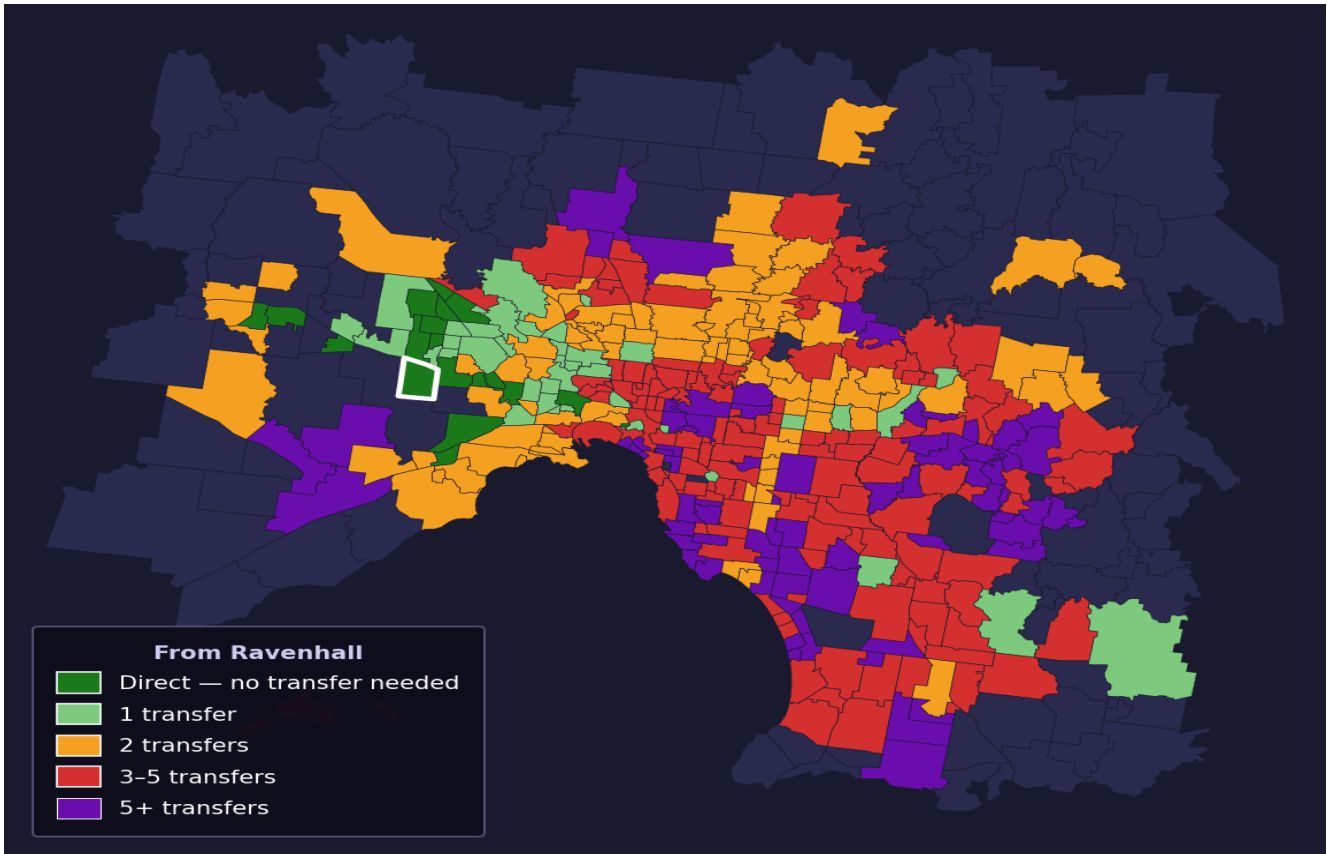 From Ravenhall
Direct — no transfer needed
1 transfer
2 transfers
3–5 transfers
5+ transfers